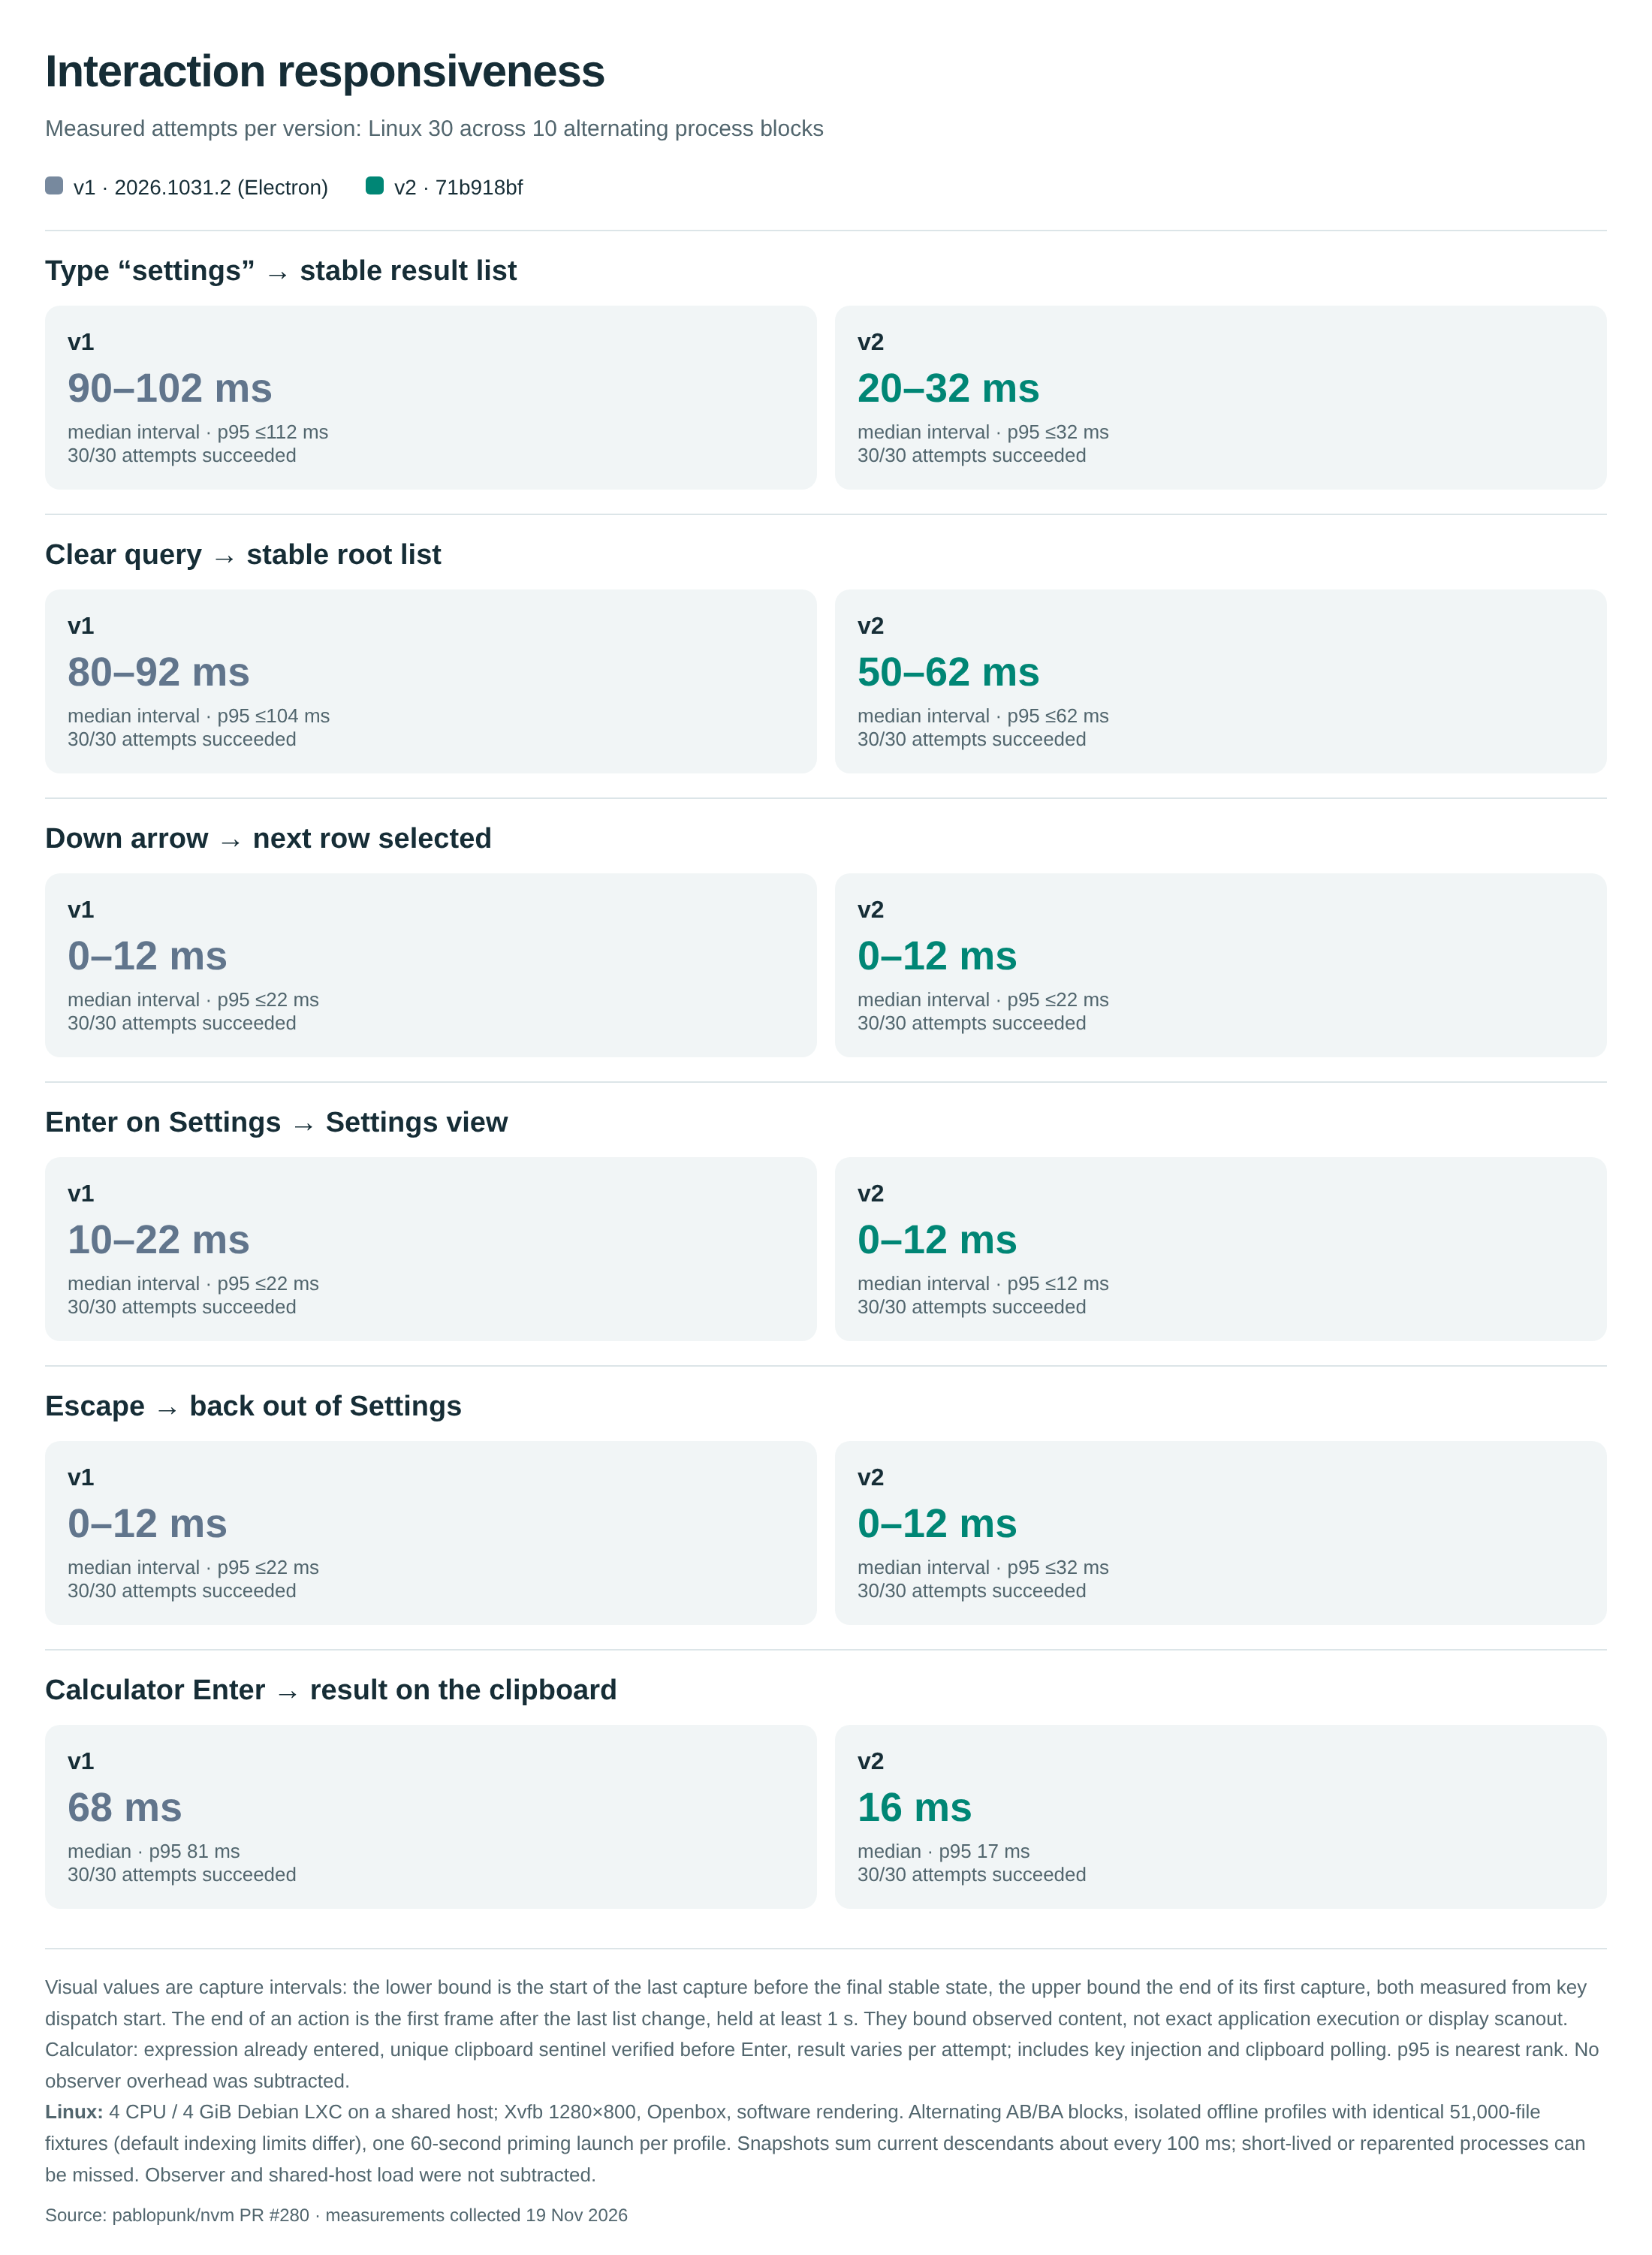 Interaction responsiveness
Measured attempts per version: Linux 30 across 10 alternating process blocks
v1 · 2026.1031.2 (Electron) v2 · 71b918bf
Type “settings” → stable result list
v1
90–102 ms
median interval · p95 ≤112 ms
30/30 attempts succeeded
v2
20–32 ms
median interval · p95 ≤32 ms
30/30 attempts succeeded
Clear query → stable root list
v1
80–92 ms
median interval · p95 ≤104 ms
30/30 attempts succeeded
v2
50–62 ms
median interval · p95 ≤62 ms
30/30 attempts succeeded
Down arrow → next row selected
v1
0–12 ms
median interval · p95 ≤22 ms
30/30 attempts succeeded
v2
0–12 ms
median interval · p95 ≤22 ms
30/30 attempts succeeded
Enter on Settings → Settings view
v1
10–22 ms
median interval · p95 ≤22 ms
30/30 attempts succeeded
v2
0–12 ms
median interval · p95 ≤12 ms
30/30 attempts succeeded
Escape → back out of Settings
v1
0–12 ms
median interval · p95 ≤22 ms
30/30 attempts succeeded
v2
0–12 ms
median interval · p95 ≤32 ms
30/30 attempts succeeded
Calculator Enter → result on the clipboard
v1
68 ms
median · p95 81 ms
30/30 attempts succeeded
v2
16 ms
median · p95 17 ms
30/30 attempts succeeded
Visual values are capture intervals: the lower bound is the start of the last capture before the final stable state, the upper bound the end of its first capture, both measured from key
dispatch start. The end of an action is the first frame after the last list change, held at least 1 s. They bound observed content, not exact application execution or display scanout.
Calculator: expression already entered, unique clipboard sentinel verified before Enter, result varies per attempt; includes key injection and clipboard polling. p95 is nearest rank. No
observer overhead was subtracted.
Linux: 4 CPU / 4 GiB Debian LXC on a shared host; Xvfb 1280×800, Openbox, software rendering. Alternating AB/BA blocks, isolated offline profiles with identical 51,000-file
fixtures (default indexing limits differ), one 60-second priming launch per profile. Snapshots sum current descendants about every 100 ms; short-lived or reparented processes can
be missed. Observer and shared-host load were not subtracted.
Source: pablopunk/nvm PR #280 · measurements collected 19 Nov 2026